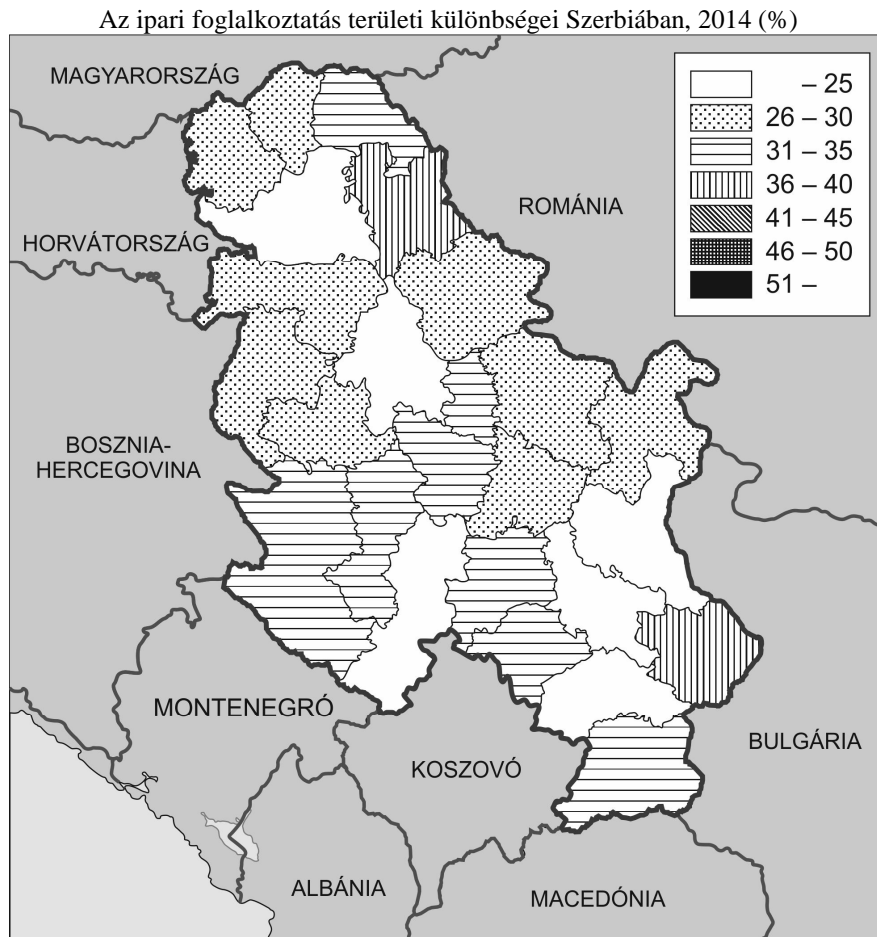 Az ipari foglalkoztatás területi különbségei Szerbiában, 2014 (%)
MAGYARORSZÁG
– 25
26 – 30
31 – 35
36 – 40
41 – 45
46 – 50
51 –
ROMÁNIA
HORVÁTORSZÁG
BOSZNIA-
HERCEGOVINA
MONTENEGRÓ
BULGÁRIA
KOSZOVÓ
ALBÁNIA
MACEDÓNIA